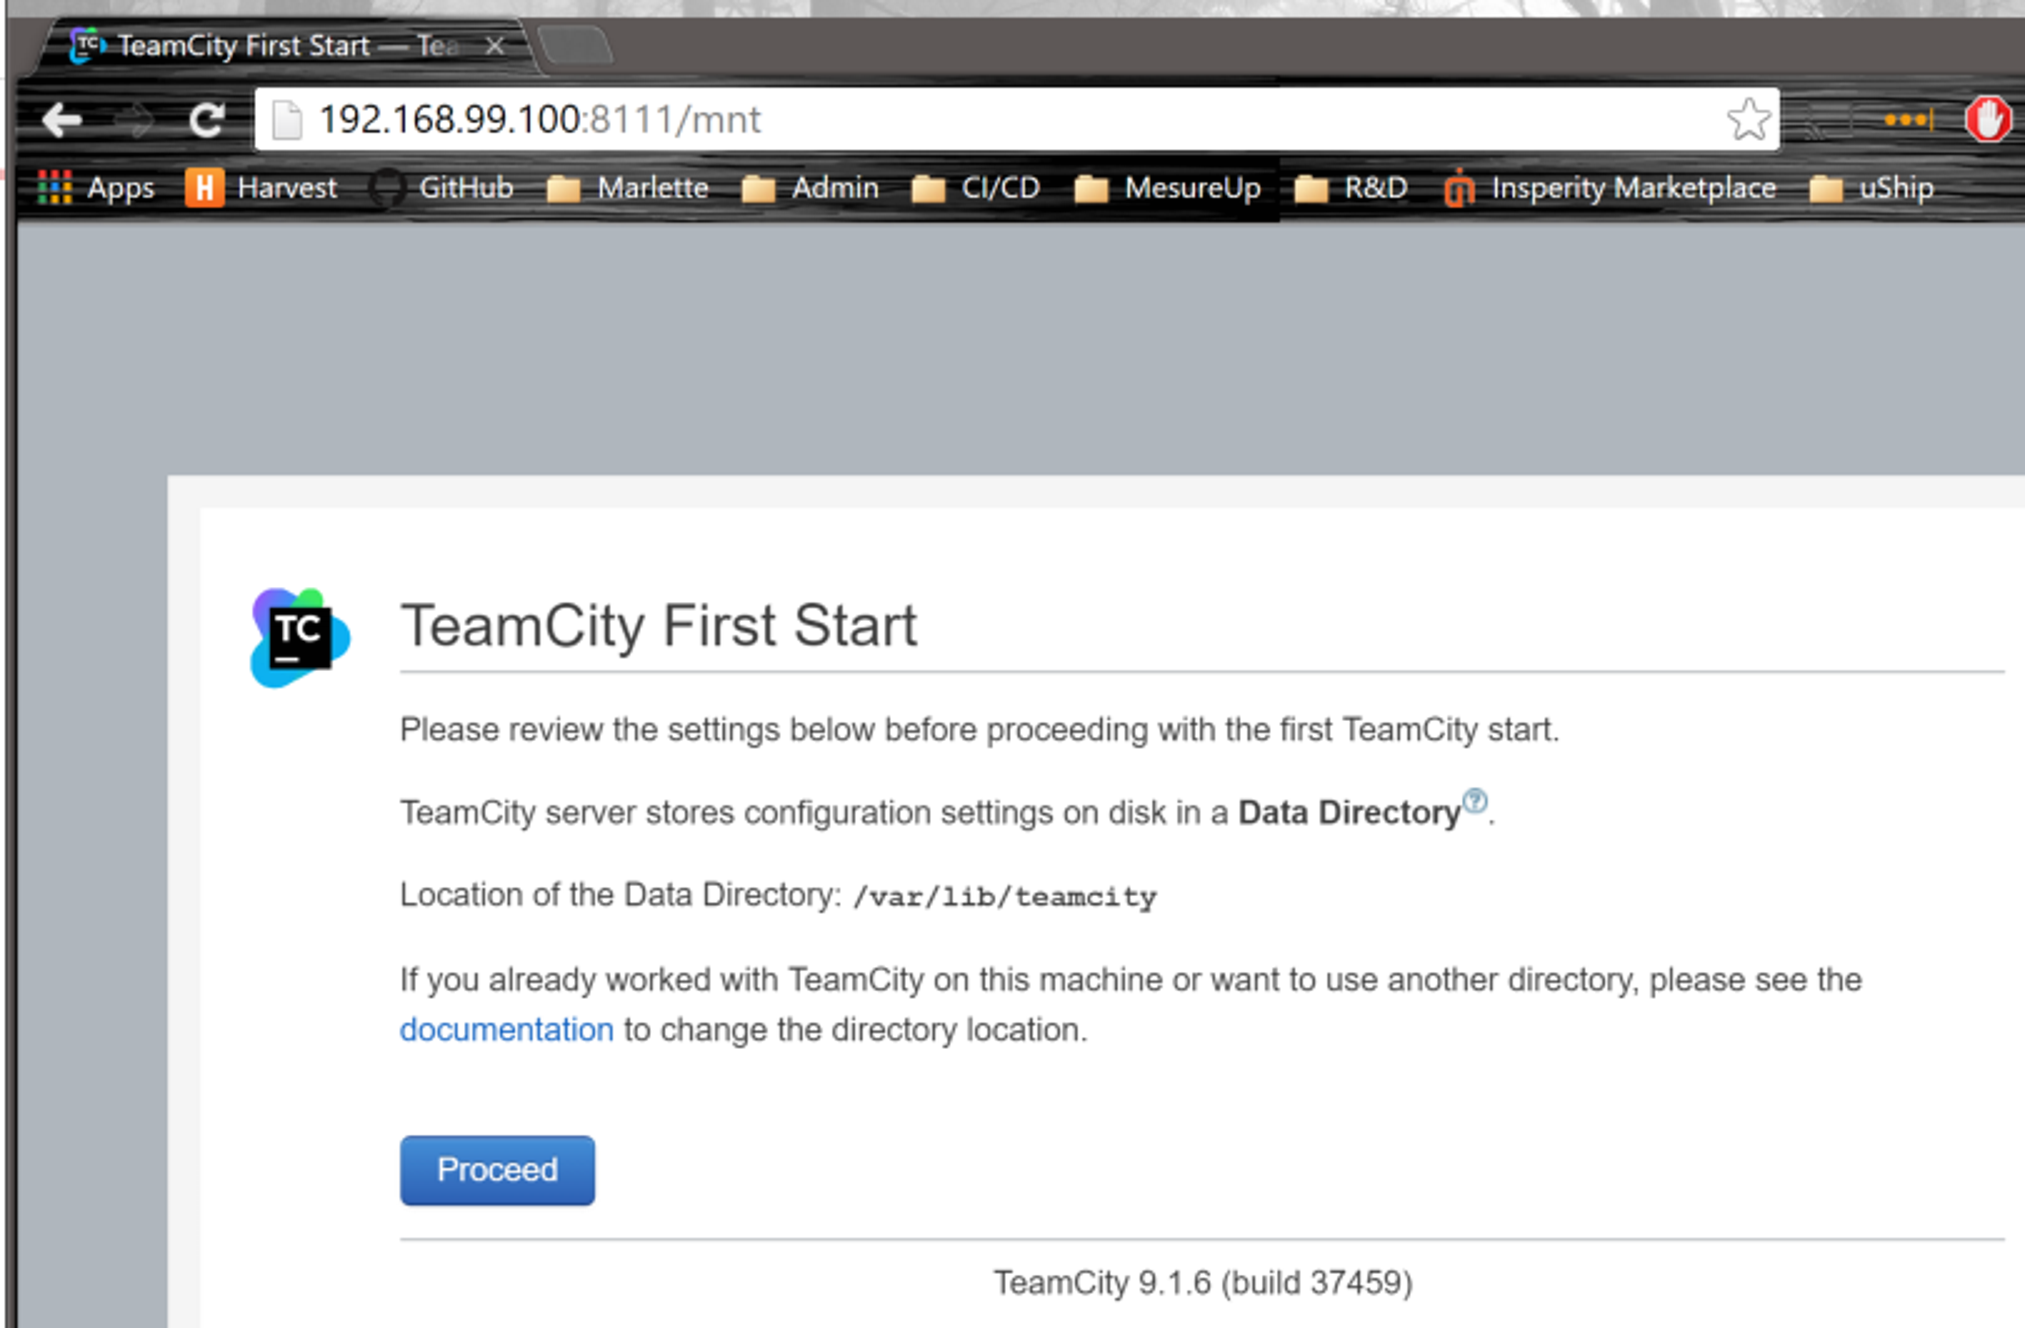 TC TeamCity First Start — Tea
192.168.99.100:8111/mnt
Apps H Harvest GitHub Marlette Admin CI/CD MesureUp R&D Insperity Marketplace uShip
TC TeamCity First Start
Please review the settings below before proceeding with the first TeamCity start.
TeamCity server stores configuration settings on disk in a Data Directory?.
Location of the Data Directory: /var/lib/teamcity
If you already worked with TeamCity on this machine or want to use another directory, please see the
documentation to change the directory location.
Proceed
TeamCity 9.1.6 (build 37459)